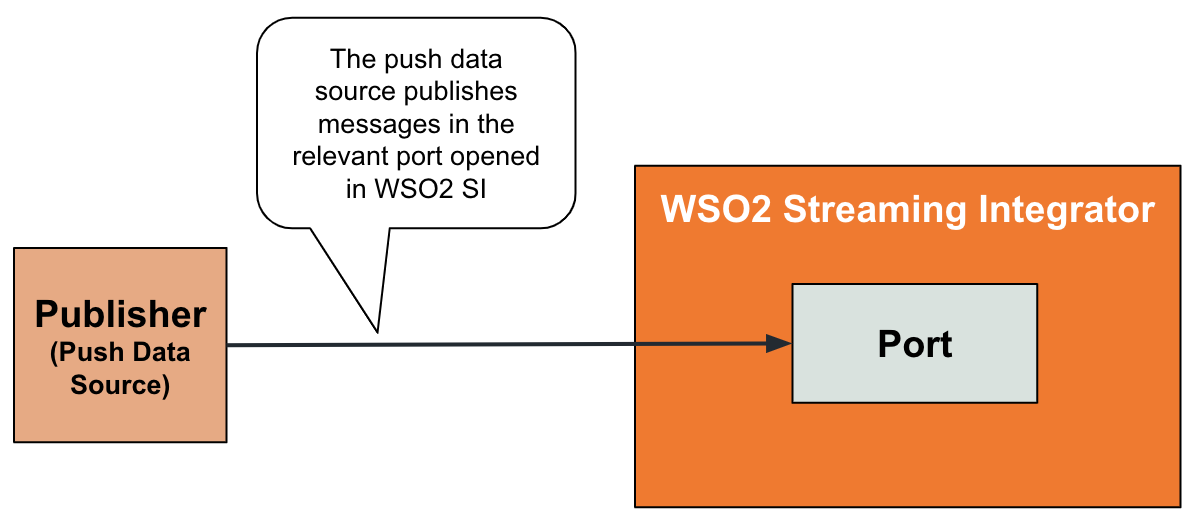 The push data
source publishes
messages in the
relevant port opened
in WSO2 SI
WSO2 Streaming Integrator
Publisher
(Push Data
Source)
Port